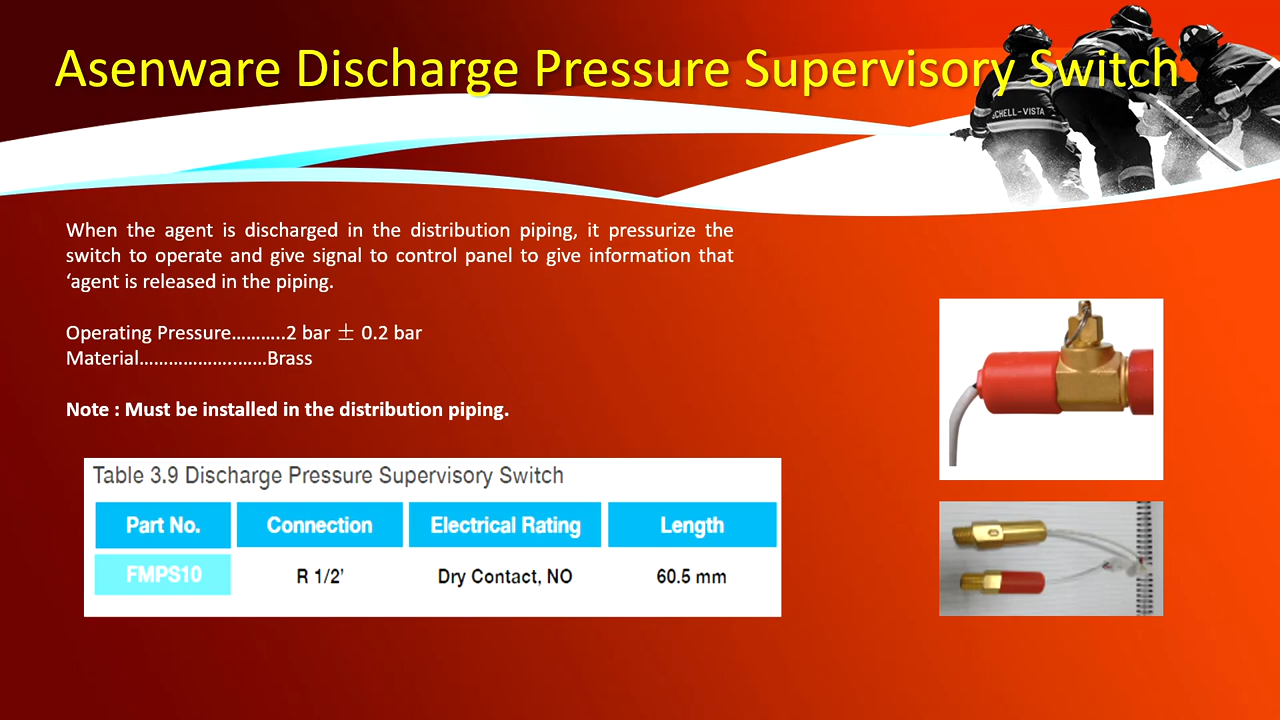 Asenware Discharge Pressure Supervisory Switch
SCHELL-VISTA
When the agent is discharged in the distribution piping, it pressurize the
switch to operate and give signal to control panel to give information that
‘agent is released in the piping.
Operating Pressure………..2 bar ± 0.2 bar
Material………………..……Brass
Note : Must be installed in the distribution piping.
Table 3.9 Discharge Pressure Supervisory Switch
Part No. Connection Electrical Rating Length
FMPS10 R 1/2’ Dry Contact, NO 60.5 mm